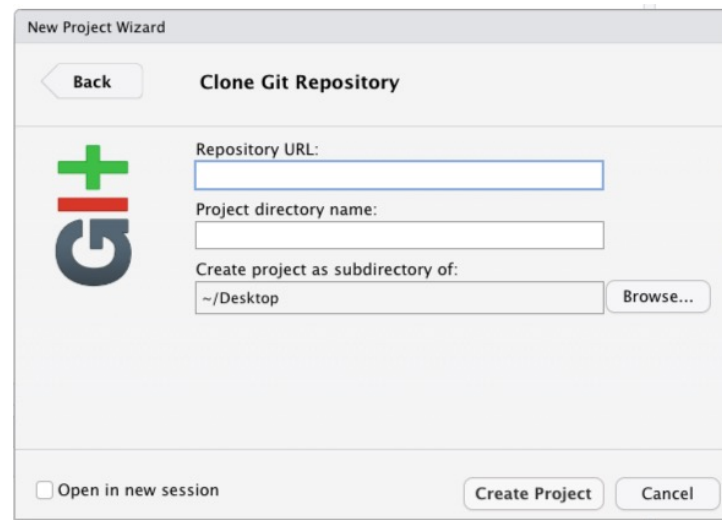 New Project Wizard
Back
Clone Git Repository
GIT
Repository URL:
Project directory name:
Create project as subdirectory of:
~/Desktop
Browse...
Open in new session
Create Project
Cancel